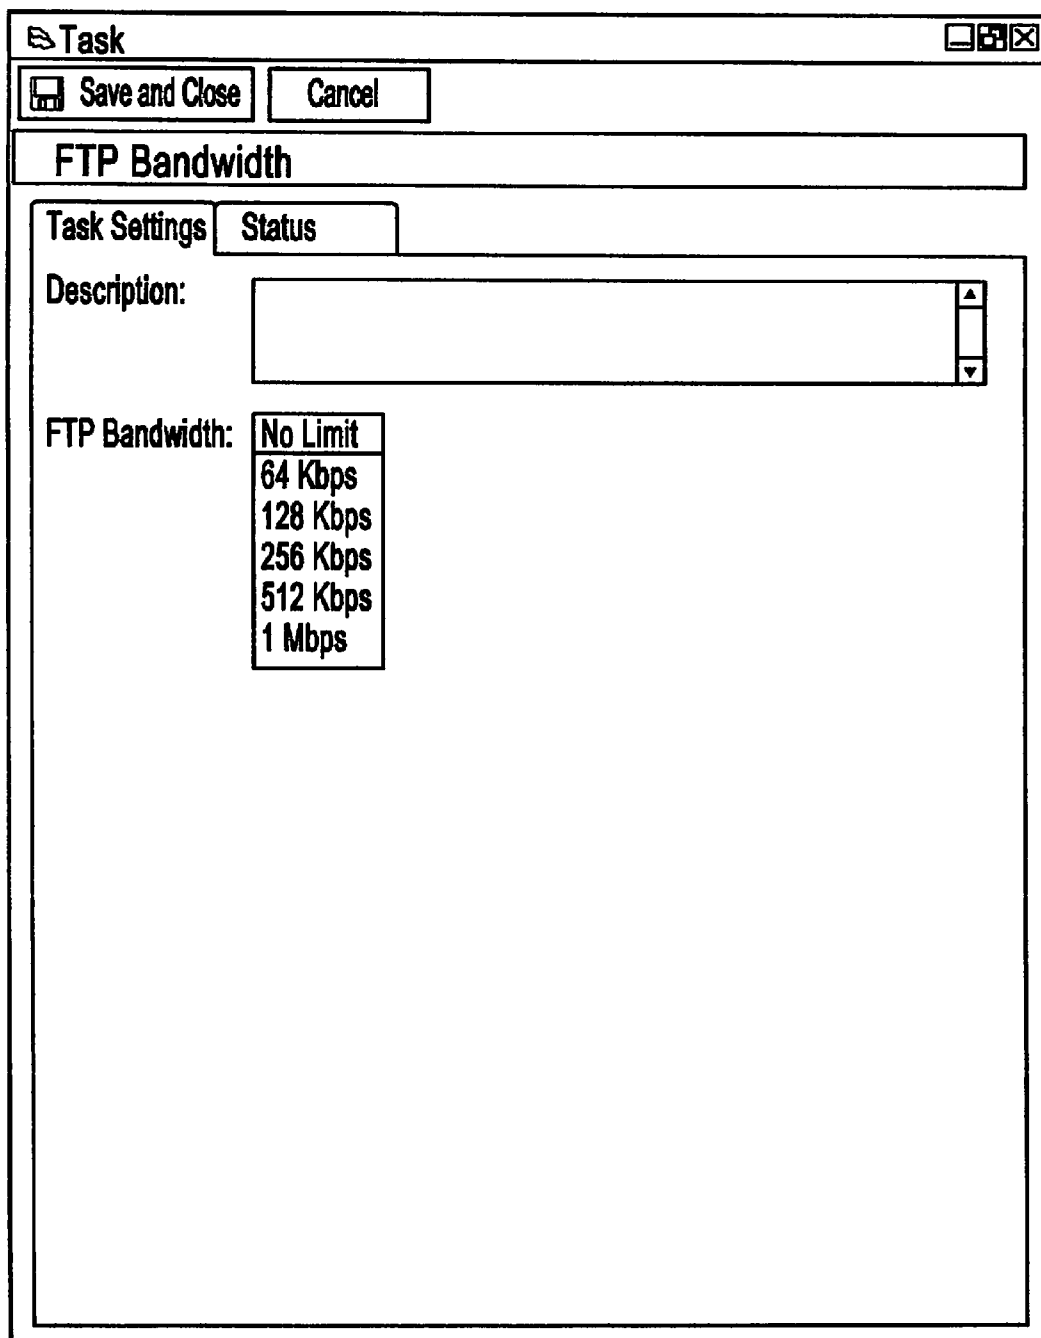 Task
Save and Close Cancel
FTP Bandwidth
Task Settings Status
Description:
FTP Bandwidth: No Limit
64 Kbps
128 Kbps
256 Kbps
512 Kbps
1 Mbps